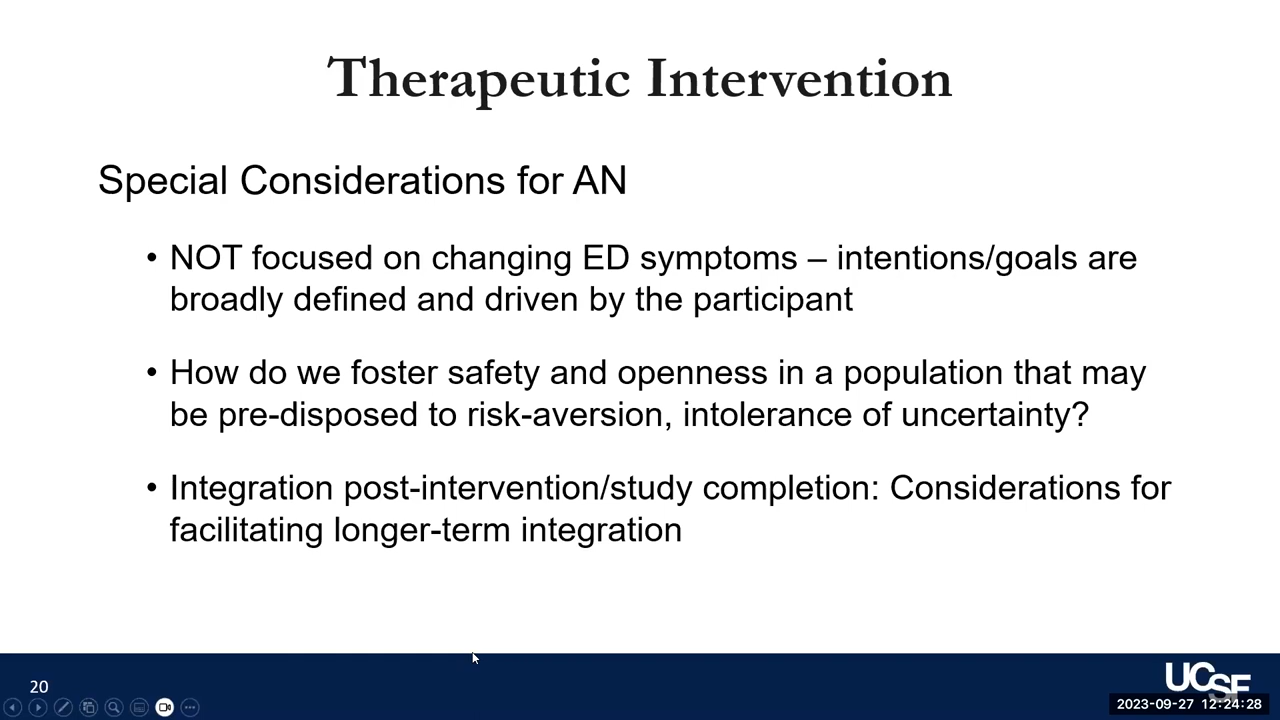 Therapeutic Intervention
Special Considerations for AN
• NOT focused on changing ED symptoms – intentions/goals are
broadly defined and driven by the participant
• How do we foster safety and openness in a population that may
be pre-disposed to risk-aversion, intolerance of uncertainty?
• Integration post-intervention/study completion: Considerations for
facilitating longer-term integration
20
UCSF
2023-09-27 12:24:28